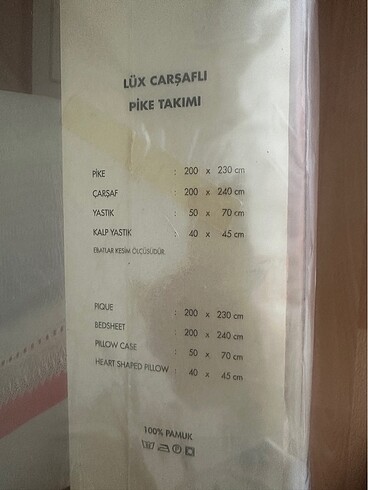 LÜX CARŞAFLI
PİKE TAKIMI
PİKE : 200 x 230 cm
ÇARŞAF : 200 x 240 cm
YASTIK : 50 x 70 cm
KALP YASTIK : 40 x 45 cm
EBATLAR KESİM ÖLÇÜSÜDÜR.
PIQUE : 200 x 230 cm
BEDSHEET : 200 x 240 cm
PILLOW CASE : 50 x 70 cm
HEART SHAPED PILLOW : 40 x 45 cm
100% PAMUK